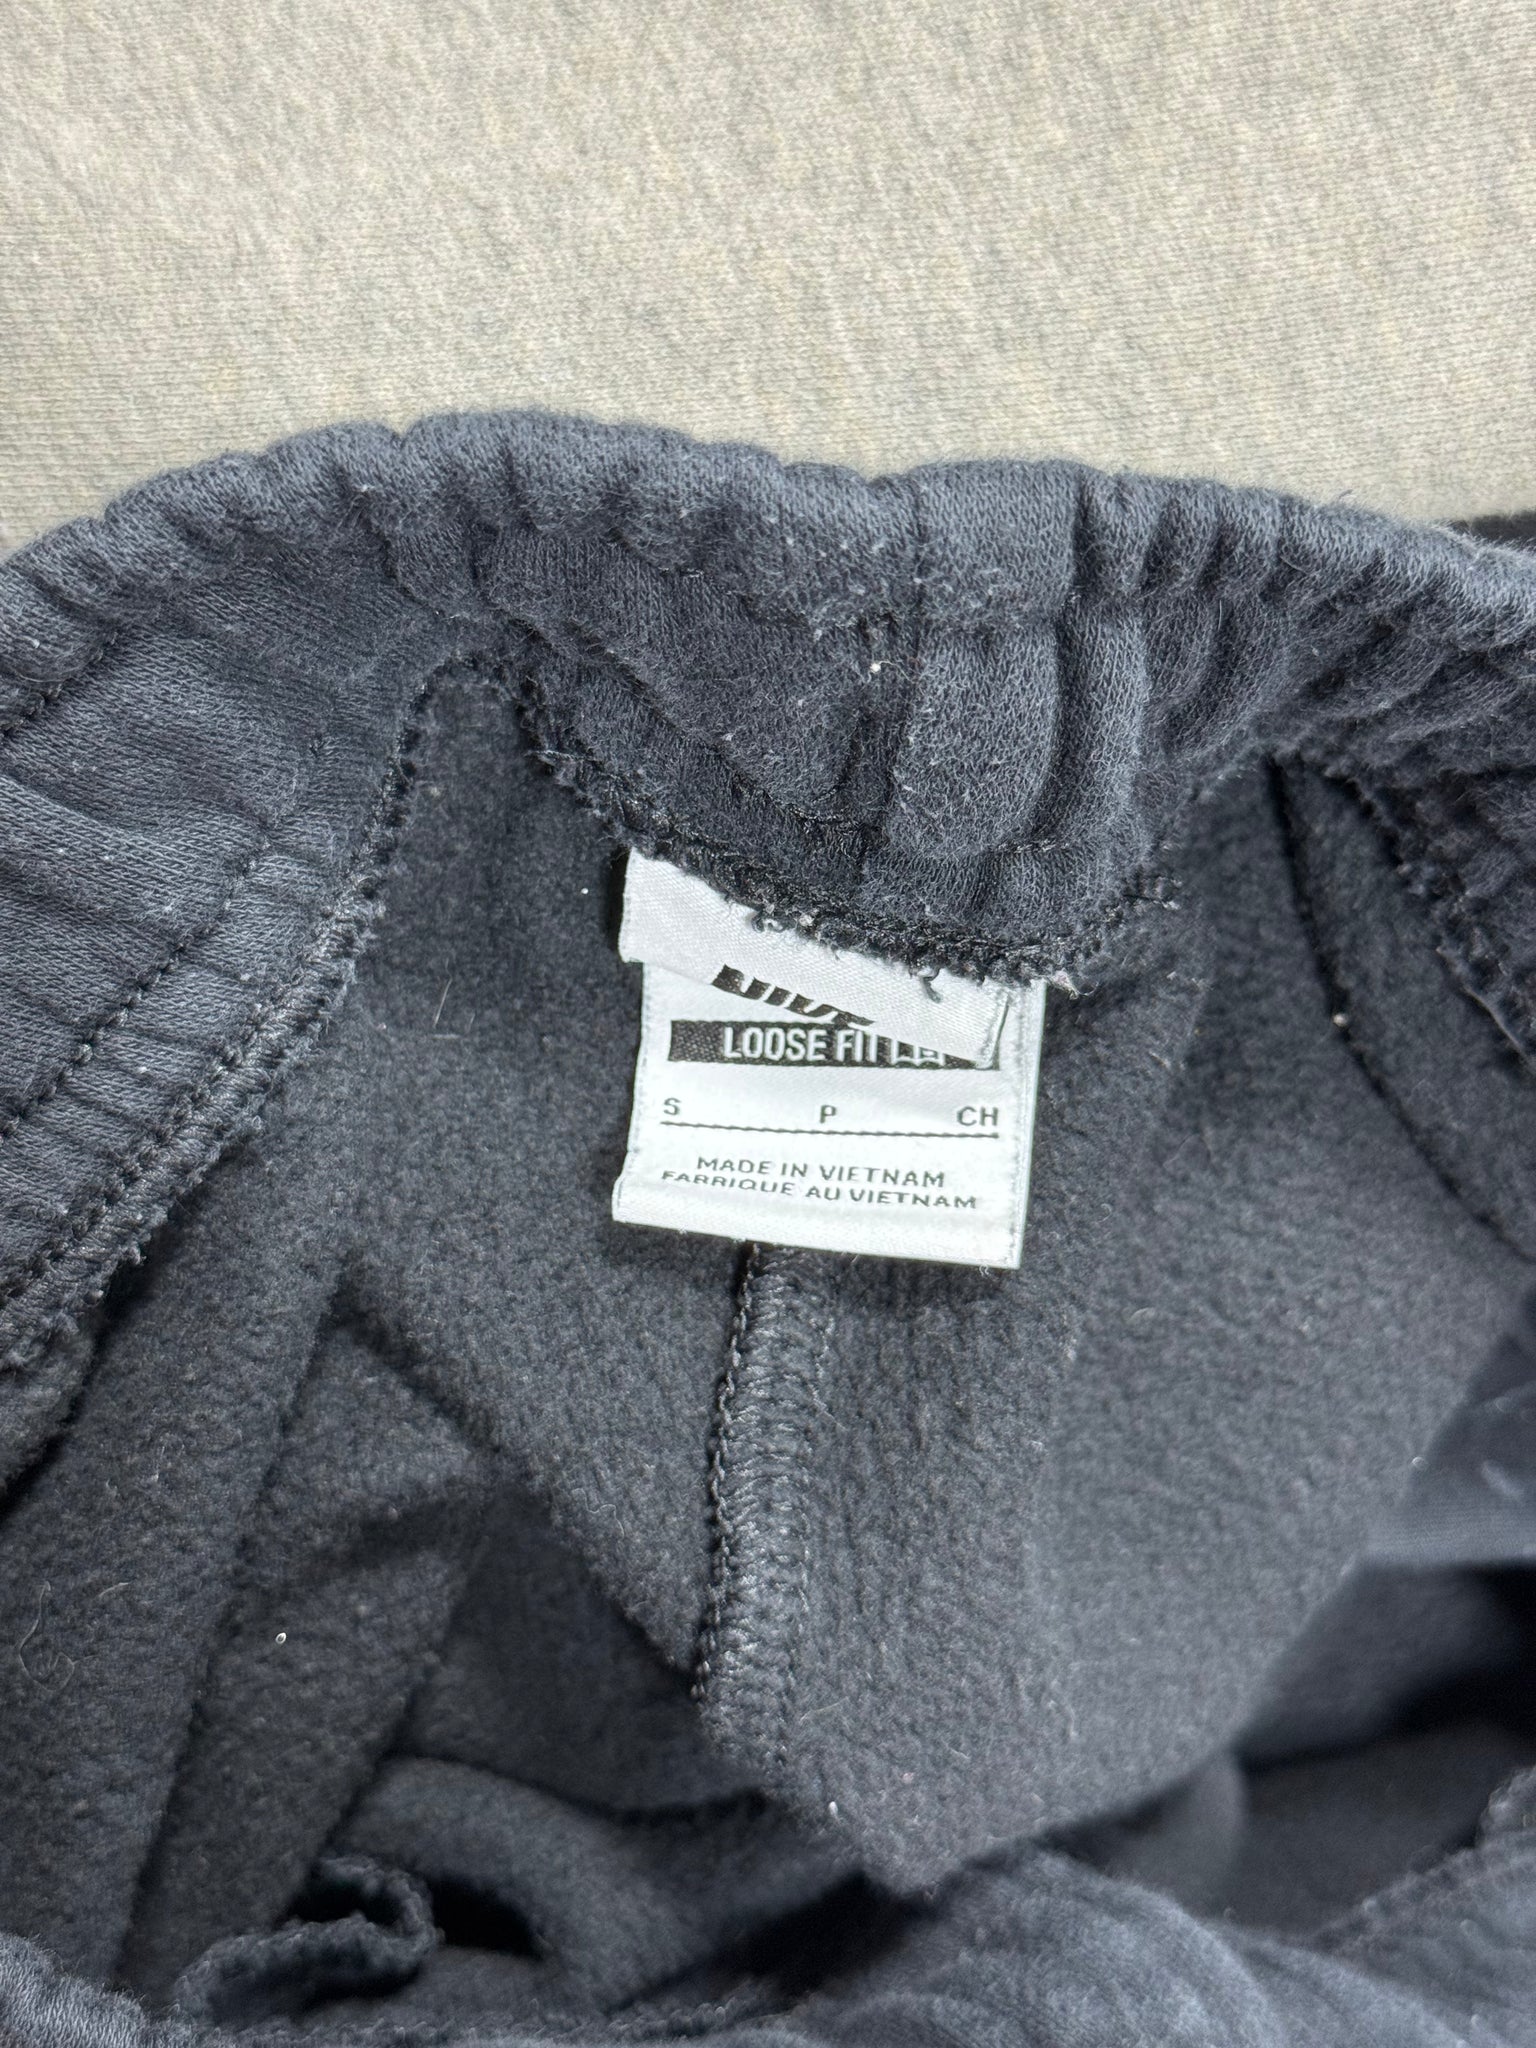 LOOSE FIT
S P CH
MADE IN VIETNAM
FABRIQUE AU VIETNAM